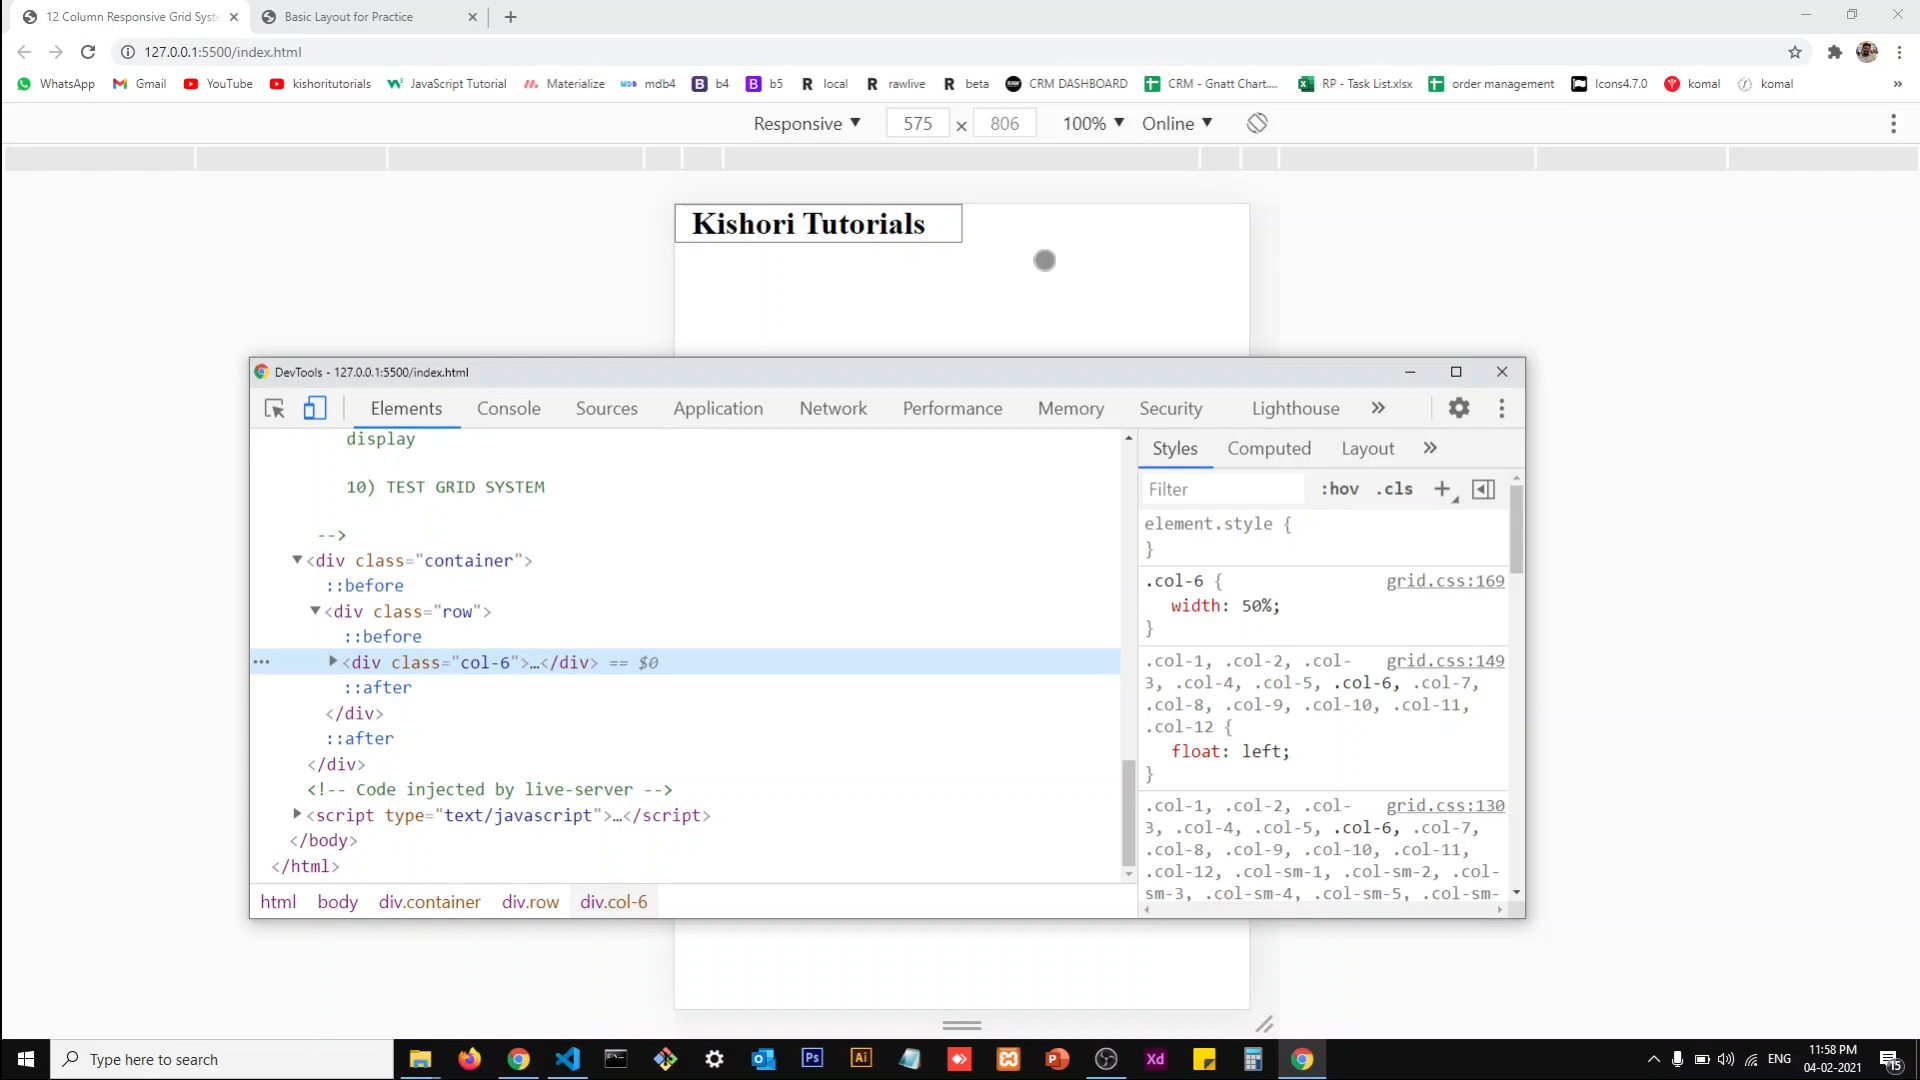 12 Column Responsive Grid Syste
Basic Layout for Practice
127.0.0.1:5500/index.html
WhatsApp Gmail YouTube kishoritutorials JavaScript Tutorial Materialize mdb4 b4 b5 local rawlive beta CRM DASHBOARD CRM - Gnatt Chart.... RP - Task List.xlsx order management Icons4.7.0 komal komal »
Responsive 575 × 806 100% Online
Kishori Tutorials
DevTools - 127.0.0.1:5500/index.html
Elements Console Sources Application Network Performance Memory Security Lighthouse »
display
10) TEST GRID SYSTEM
-->
<div class="container">
::before
<div class="row">
::before
<div class="col-6">…</div> == $0
::after
</div>
::after
</div>
<!-- Code injected by live-server -->
<script type="text/javascript">…</script>
</body>
</html>
html body div.container div.row div.col-6
Styles Computed Layout »
Filter :hov .cls +
element.style {
}
.col-6 { grid.css:169
width: 50%;
}
.col-1, .col-2, .col- grid.css:149
3, .col-4, .col-5, .col-6, .col-7,
.col-8, .col-9, .col-10, .col-11,
.col-12 {
float: left;
}
.col-1, .col-2, .col- grid.css:130
3, .col-4, .col-5, .col-6, .col-7,
.col-8, .col-9, .col-10, .col-11,
.col-12, .col-sm-1, .col-sm-2, .col-
sm-3, .col-sm-4, .col-sm-5, .col-sm-
Type here to search
Ps Ai Xd
ENG
11:58 PM
04-02-2021
15